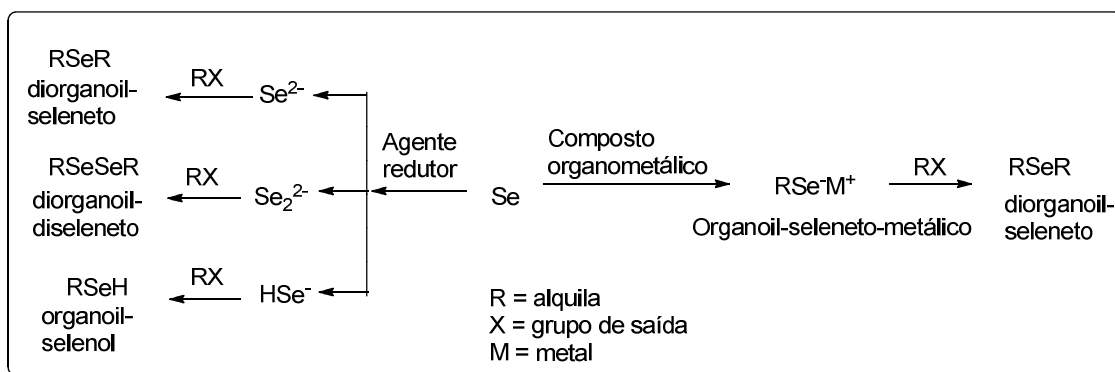 RSeR
diorganoil-
seleneto
RX
Se²⁻
RSeSeR
diorganoil-
diseleneto
RX
Se₂²⁻
RSeH
organoil-
selenol
RX
HSe⁻
Agente
redutor
Se
Composto
organometálico
RSe⁻M⁺
Organoil-seleneto-metálico
RX
RSeR
diorganoil-
seleneto
R = alquila
X = grupo de saída
M = metal